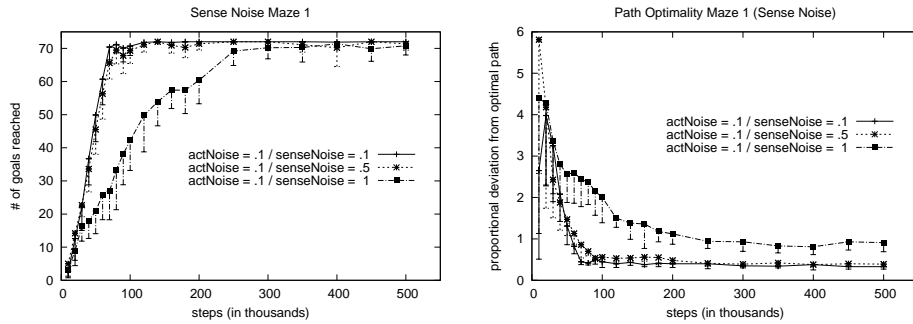 Sense Noise Maze 1
# of goals reached
0
10
20
30
40
50
60
70
actNoise = .1 / senseNoise = .1
actNoise = .1 / senseNoise = .5
actNoise = .1 / senseNoise = 1
0 100 200 300 400 500
steps (in thousands)
Path Optimality Maze 1 (Sense Noise)
proportional deviation from optimal path
0
1
2
3
4
5
6
actNoise = .1 / senseNoise = .1
actNoise = .1 / senseNoise = .5
actNoise = .1 / senseNoise = 1
0 100 200 300 400 500
steps (in thousands)